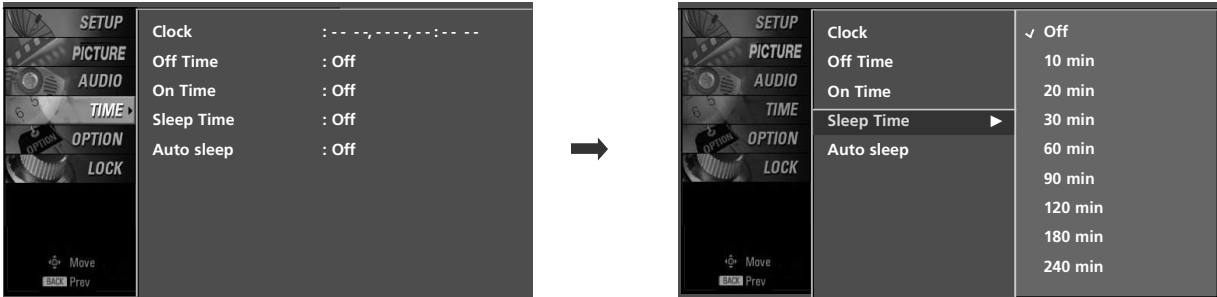 SETUP
PICTURE
AUDIO
TIME
OPTION
LOCK
Move
BACK Prev
Clock : -- --, ----, --:-- --
Off Time : Off
On Time : Off
Sleep Time : Off
Auto sleep : Off
SETUP
PICTURE
AUDIO
TIME
OPTION
LOCK
Move
BACK Prev
Clock
Off Time
On Time
Sleep Time
Auto sleep
Off
10 min
20 min
30 min
60 min
90 min
120 min
180 min
240 min